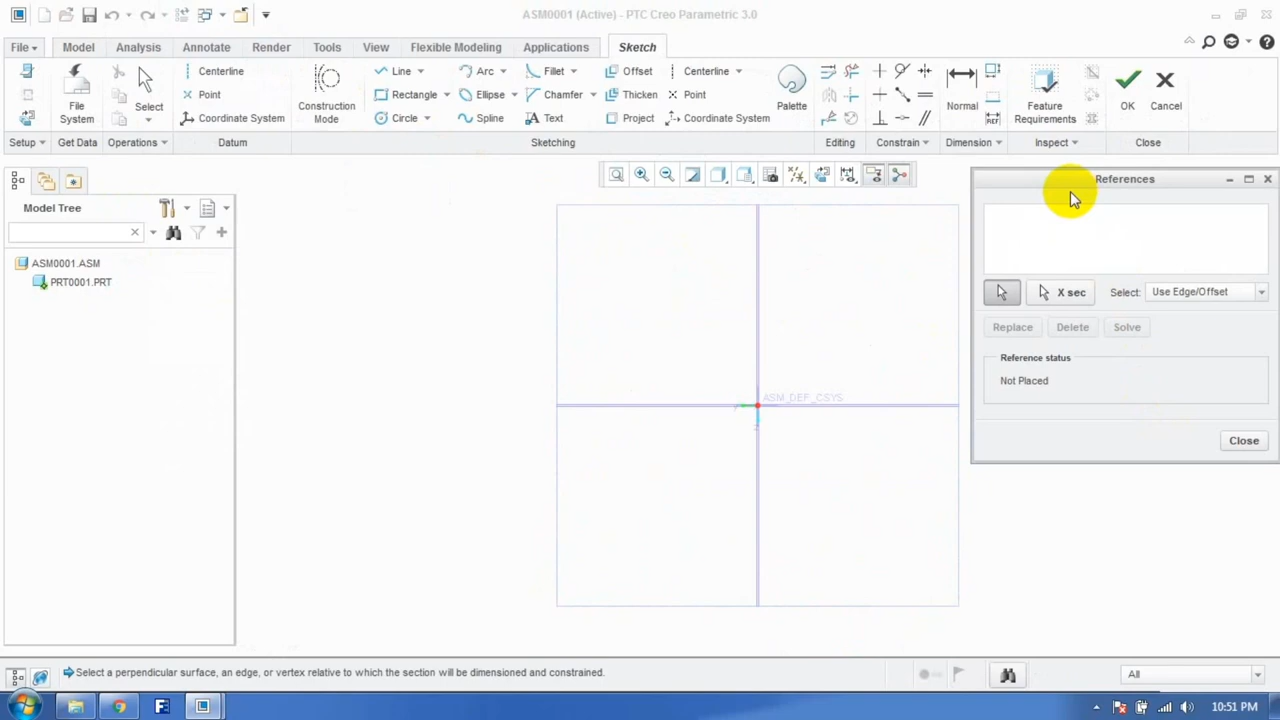 ASM0001 (Active) - PTC Creo Parametric 3.0
File Model Analysis Annotate Render Tools View Flexible Modeling Applications Sketch
Centerline Line Arc Fillet Offset Centerline
Point Rectangle Ellipse Chamfer Thicken Point
Coordinate System Circle Spline Text Project Coordinate System
File System Select Construction Mode Palette Normal Feature Requirements OK Cancel
Setup Get Data Operations Datum Sketching Editing Constrain Dimension Inspect Close
References
Model Tree
ASM0001.ASM
PRT0001.PRT
X sec Select: Use Edge/Offset
Replace Delete Solve
Reference status
Not Placed
ASM_DEF_CSYS
Close
Select a perpendicular surface, an edge, or vertex relative to which the section will be dimensioned and constrained.
All
10:51 PM